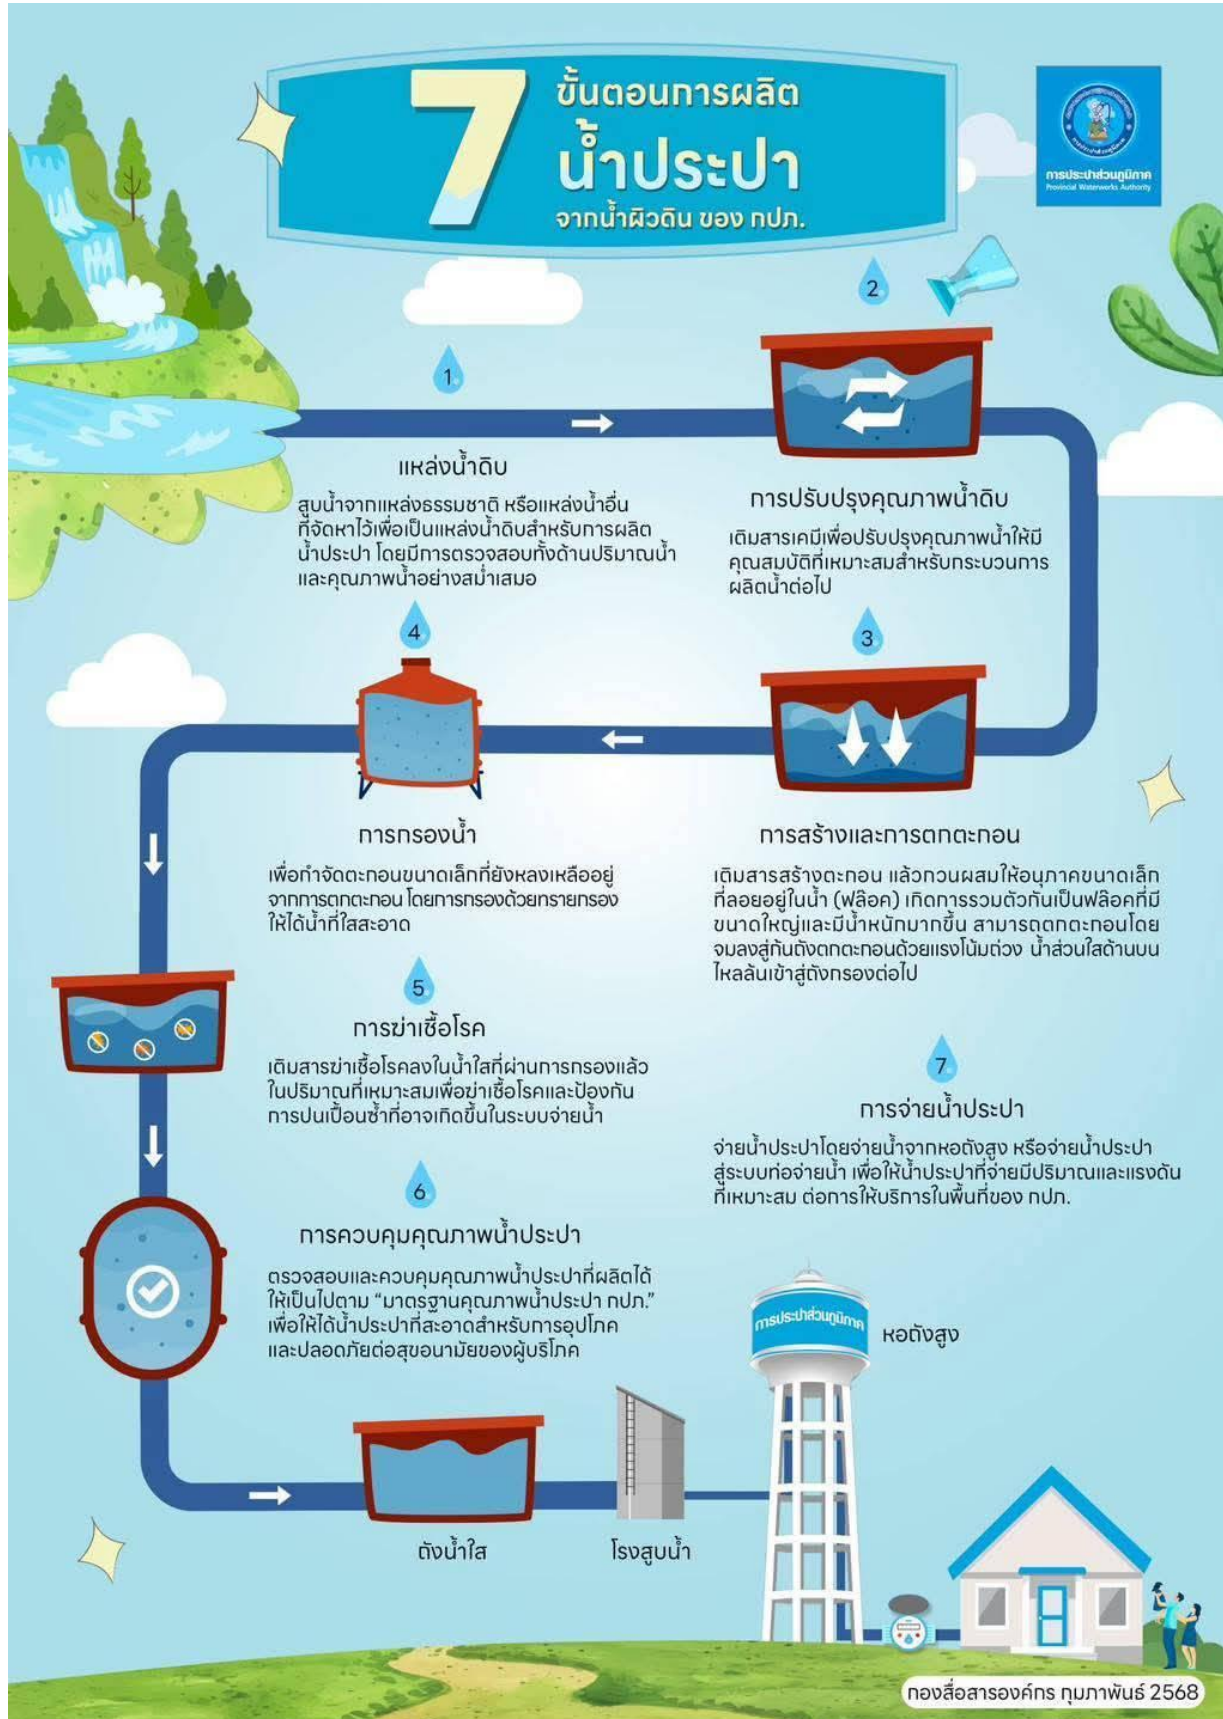 7
ขั้นตอนการผลิต
น้ำประปา
จากน้ำผิวดิน ของ กปภ.
การประปาส่วนภูมิภาค
Provincial Waterworks Authority
1.
แหล่งน้ำดิบ
สูบน้ำจากแหล่งธรรมชาติ หรือแหล่งน้ำอื่น
ที่จัดหาไว้เพื่อเป็นแหล่งน้ำดิบสำหรับการผลิต
น้ำประปา โดยมีการตรวจสอบทั้งด้านปริมาณน้ำ
และคุณภาพน้ำอย่างสม่ำเสมอ
2.
การปรับปรุงคุณภาพน้ำดิบ
เติมสารเคมีเพื่อปรับปรุงคุณภาพน้ำให้มี
คุณสมบัติที่เหมาะสมสำหรับกระบวนการ
ผลิตน้ำต่อไป
3.
การสร้างและการตกตะกอน
เติมสารสร้างตะกอน แล้วกวนผสมให้อนุภาคขนาดเล็ก
ที่ลอยอยู่ในน้ำ (ฟล๊อค) เกิดการรวมตัวกันเป็นฟล๊อคที่มี
ขนาดใหญ่และมีน้ำหนักมากขึ้น สามารถตกตะกอนโดย
จมลงสู่ก้นถังตกตะกอนด้วยแรงโน้มถ่วง น้ำส่วนใสด้านบน
ไหลล้นเข้าสู่ถังกรองต่อไป
4.
การกรองน้ำ
เพื่อกำจัดตะกอนขนาดเล็กที่ยังหลงเหลืออยู่
จากการตกตะกอน โดยการกรองด้วยทรายกรอง
ให้ได้น้ำที่ใสสะอาด
5.
การฆ่าเชื้อโรค
เติมสารฆ่าเชื้อโรคลงในน้ำใสที่ผ่านการกรองแล้ว
ในปริมาณที่เหมาะสมเพื่อฆ่าเชื้อโรคและป้องกัน
การปนเปื้อนซ้ำที่อาจเกิดขึ้นในระบบจ่ายน้ำ
6.
การควบคุมคุณภาพน้ำประปา
ตรวจสอบและควบคุมคุณภาพน้ำประปาที่ผลิตได้
ให้เป็นไปตาม “มาตรฐานคุณภาพน้ำประปา กปภ.”
เพื่อให้ได้น้ำประปาที่สะอาดสำหรับการอุปโภค
และปลอดภัยต่อสุขอนามัยของผู้บริโภค
7.
การจ่ายน้ำประปา
จ่ายน้ำประปาโดยจ่ายน้ำจากหอถังสูง หรือจ่ายน้ำประปา
สู่ระบบท่อจ่ายน้ำ เพื่อให้น้ำประปาที่จ่ายมีปริมาณและแรงดัน
ที่เหมาะสม ต่อการให้บริการในพื้นที่ของ กปภ.
การประปาส่วนภูมิภาค
หอถังสูง
ถังน้ำใส
โรงสูบน้ำ
กองสื่อสารองค์กร กุมภาพันธ์ 2568